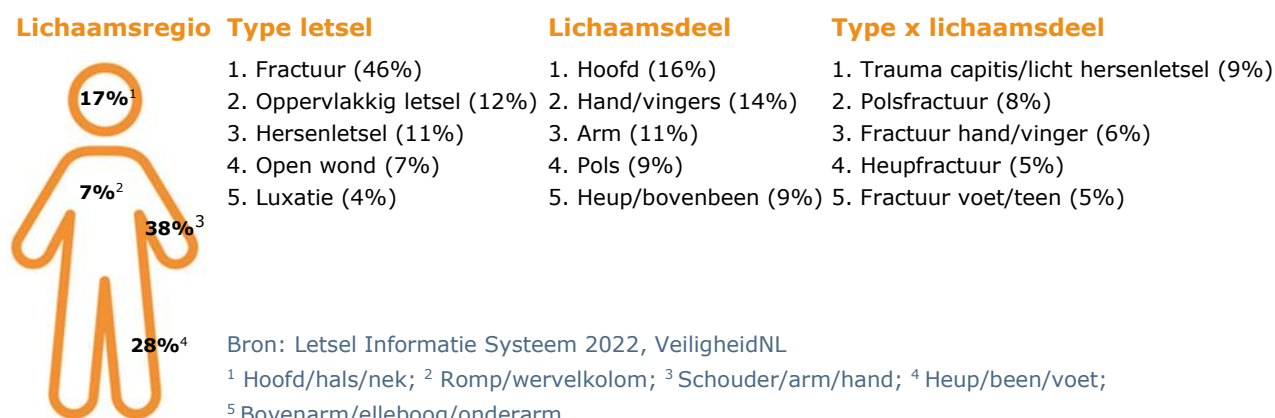 Lichaamsregio
17%¹
7%²
38%³
28%⁴
Type letsel
1. Fractuur (46%)
2. Oppervlakkig letsel (12%)
3. Hersenletsel (11%)
4. Open wond (7%)
5. Luxatie (4%)
Lichaamsdeel
1. Hoofd (16%)
2. Hand/vingers (14%)
3. Arm (11%)
4. Pols (9%)
5. Heup/bovenbeen (9%)
Type x lichaamsdeel
1. Trauma capitis/licht hersenletsel (9%)
2. Polsfractuur (8%)
3. Fractuur hand/vinger (6%)
4. Heupfractuur (5%)
5. Fractuur voet/teen (5%)
Bron: Letsel Informatie Systeem 2022, VeiligheidNL
¹ Hoofd/hals/nek; ² Romp/wervelkolom; ³ Schouder/arm/hand; ⁴ Heup/been/voet;
⁵ Bovenarm/elleboog/onderarm